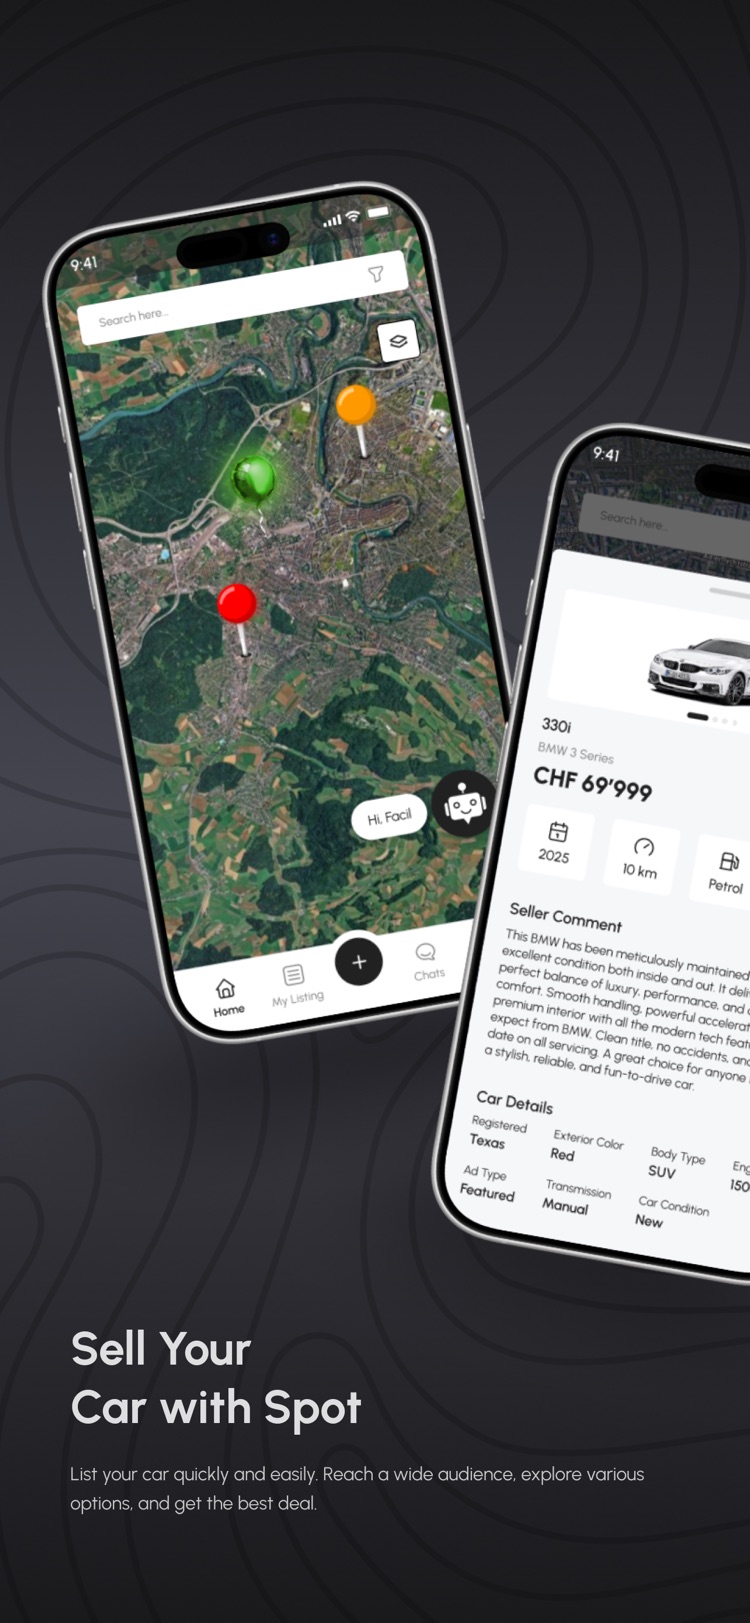 9:41
Search here...
Hi, Facil
Home
My Listing
Chats
9:41
Search here...
330i
BMW 3 Series
CHF 69'999
2025
10 km
Petrol
Seller Comment
This BMW has been meticulously maintained
excellent condition both inside and out. It
perfect balance of luxury, performance, and
comfort. Smooth handling, powerful
premium interior with all the modern tech
expect from BMW. Clean title, no accidents,
date on all servicing. A great choice for anyone
a stylish, reliable, and fun-to-drive car.
Car Details
Registered Exterior Color Body Type
Texas Red SUV 150
Ad Type Transmission Car Condition
Featured Manual New
Sell Your
Car with Spot
List your car quickly and easily. Reach a wide audience, explore various
options, and get the best deal.